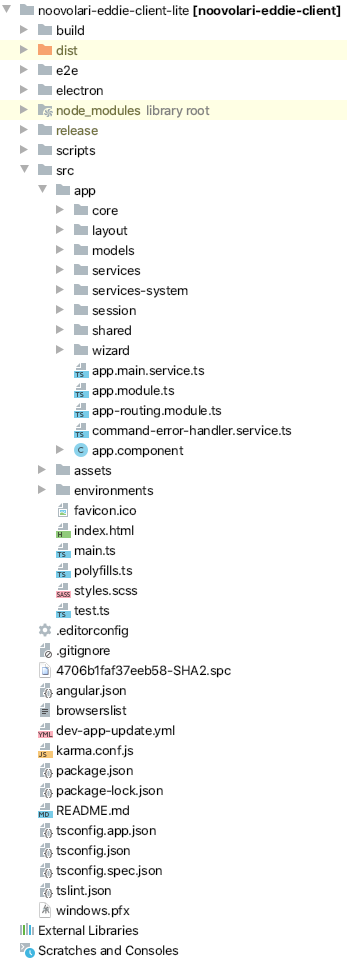 noovolari-eddie-client-lite [noovolari-eddie-client]
build
dist
e2e
electron
node_modules library root
release
scripts
src
app
core
layout
models
services
services-system
session
shared
wizard
TS app.main.service.ts
TS app.module.ts
TS app-routing.module.ts
TS command-error-handler.service.ts
C app.component
assets
environments
favicon.ico
H index.html
TS main.ts
TS polyfills.ts
SASS styles.scss
TS test.ts
.editorconfig
.gitignore
4706b1faf37eeb58-SHA2.spc
angular.json
browserslist
YML dev-app-update.yml
JS karma.conf.js
package.json
package-lock.json
MD README.md
tsconfig.app.json
tsconfig.json
tsconfig.spec.json
tslint.json
windows.pfx
External Libraries
Scratches and Consoles